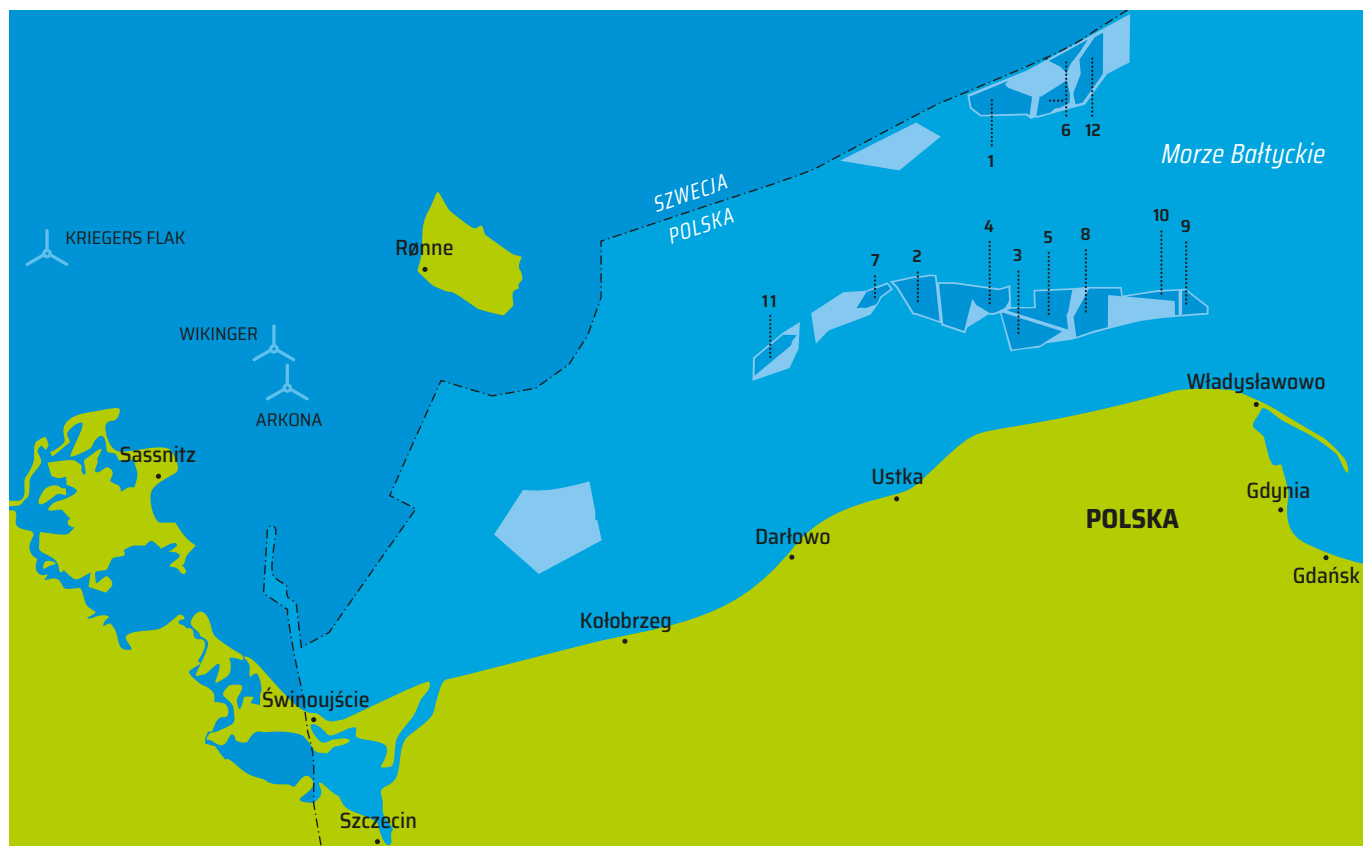 6
12
1
Morze Bałtyckie
SZWECJA
POLSKA
KRIEGERS FLAK
Rønne
10
9
4
5
8
7
2
3
11
WIKINGER
ARKONA
Władysławowo
Sassnitz
Ustka
Gdynia
POLSKA
Darłowo
Gdańsk
Kołobrzeg
Świnoujście
Szczecin